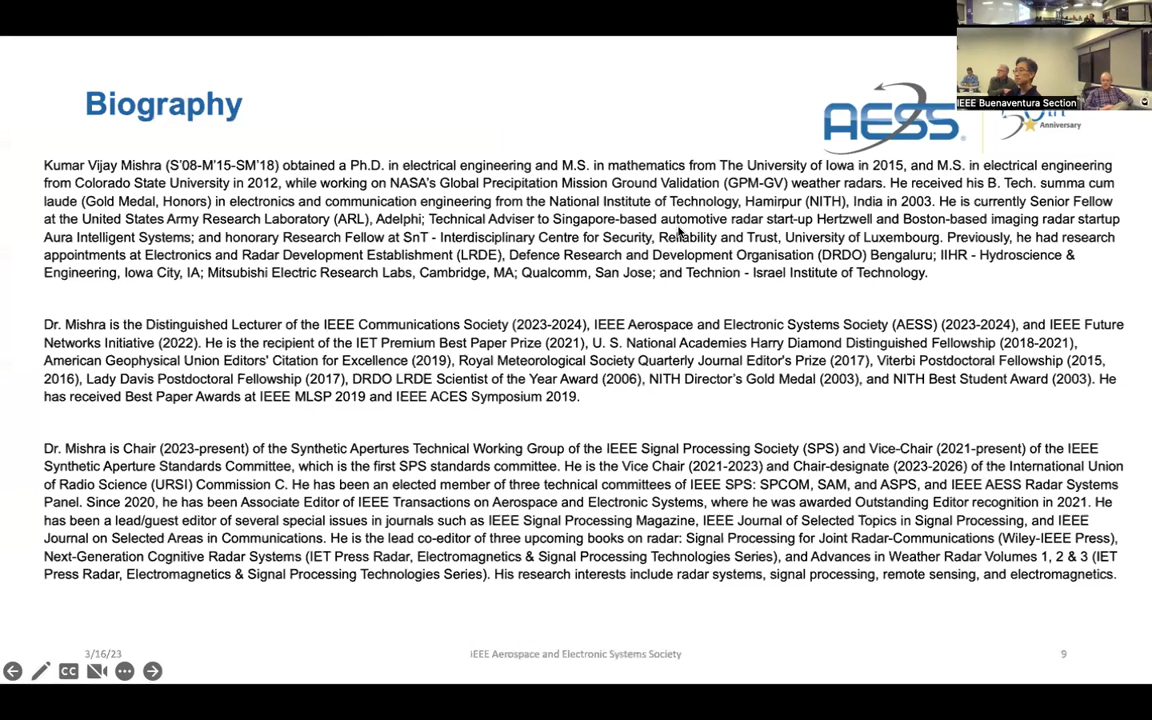 Biography
AESS
50th
Anniversary
IEEE Buenaventura Section
Kumar Vijay Mishra (S'08-M'15-SM'18) obtained a Ph.D. in electrical engineering and M.S. in mathematics from The University of Iowa in 2015, and M.S. in electrical engineering
from Colorado State University in 2012, while working on NASA's Global Precipitation Mission Ground Validation (GPM-GV) weather radars. He received his B. Tech. summa cum
laude (Gold Medal, Honors) in electronics and communication engineering from the National Institute of Technology, Hamirpur (NITH), India in 2003. He is currently Senior Fellow
at the United States Army Research Laboratory (ARL), Adelphi; Technical Adviser to Singapore-based automotive radar start-up Hertzwell and Boston-based imaging radar startup
Aura Intelligent Systems; and honorary Research Fellow at SnT - Interdisciplinary Centre for Security, Reliability and Trust, University of Luxembourg. Previously, he had research
appointments at Electronics and Radar Development Establishment (LRDE), Defence Research and Development Organisation (DRDO) Bengaluru; IIHR - Hydroscience &
Engineering, Iowa City, IA; Mitsubishi Electric Research Labs, Cambridge, MA; Qualcomm, San Jose; and Technion - Israel Institute of Technology.
Dr. Mishra is the Distinguished Lecturer of the IEEE Communications Society (2023-2024), IEEE Aerospace and Electronic Systems Society (AESS) (2023-2024), and IEEE Future
Networks Initiative (2022). He is the recipient of the IET Premium Best Paper Prize (2021), U. S. National Academies Harry Diamond Distinguished Fellowship (2018-2021),
American Geophysical Union Editors' Citation for Excellence (2019), Royal Meteorological Society Quarterly Journal Editor's Prize (2017), Viterbi Postdoctoral Fellowship (2015,
2016), Lady Davis Postdoctoral Fellowship (2017), DRDO LRDE Scientist of the Year Award (2006), NITH Director's Gold Medal (2003), and NITH Best Student Award (2003). He
has received Best Paper Awards at IEEE MLSP 2019 and IEEE ACES Symposium 2019.
Dr. Mishra is Chair (2023-present) of the Synthetic Apertures Technical Working Group of the IEEE Signal Processing Society (SPS) and Vice-Chair (2021-present) of the IEEE
Synthetic Aperture Standards Committee, which is the first SPS standards committee. He is the Vice Chair (2021-2023) and Chair-designate (2023-2026) of the International Union
of Radio Science (URSI) Commission C. He has been an elected member of three technical committees of IEEE SPS: SPCOM, SAM, and ASPS, and IEEE AESS Radar Systems
Panel. Since 2020, he has been Associate Editor of IEEE Transactions on Aerospace and Electronic Systems, where he was awarded Outstanding Editor recognition in 2021. He
has been a lead/guest editor of several special issues in journals such as IEEE Signal Processing Magazine, IEEE Journal of Selected Topics in Signal Processing, and IEEE
Journal on Selected Areas in Communications. He is the lead co-editor of three upcoming books on radar: Signal Processing for Joint Radar-Communications (Wiley-IEEE Press),
Next-Generation Cognitive Radar Systems (IET Press Radar, Electromagnetics & Signal Processing Technologies Series), and Advances in Weather Radar Volumes 1, 2 & 3 (IET
Press Radar, Electromagnetics & Signal Processing Technologies Series). His research interests include radar systems, signal processing, remote sensing, and electromagnetics.
3/16/23
IEEE Aerospace and Electronic Systems Society
9
CC